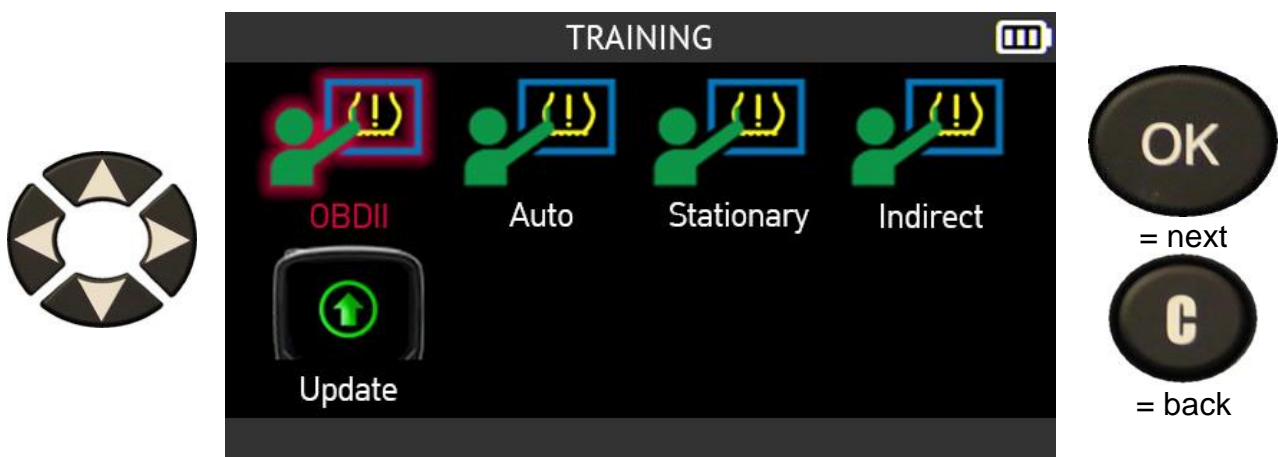 TRAINING
OBDII Auto Stationary Indirect
Update
OK
= next
C
= back